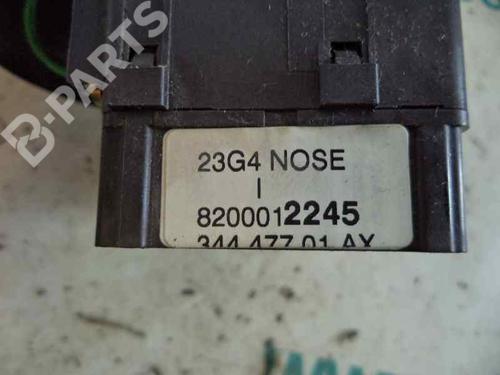 B-PARTS
23G4 NOSE
I
8200012245
344 477 01 AX